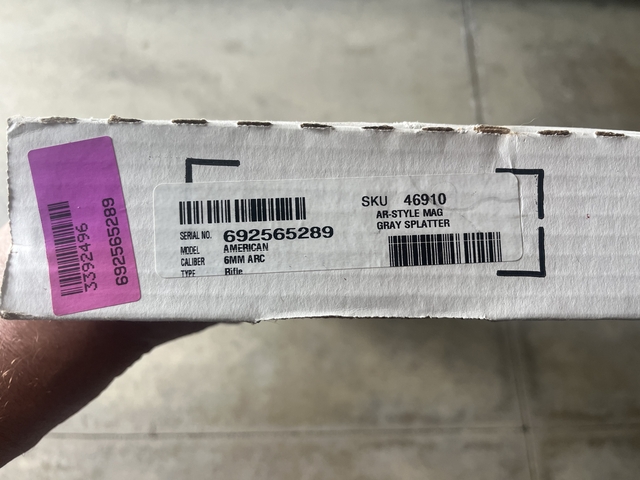 3392496
692565289
SKU 46910
AR-STYLE MAG
GRAY SPLATTER
SERIAL NO. 692565289
MODEL AMERICAN
CALIBER 6MM ARC
TYPE Rifle